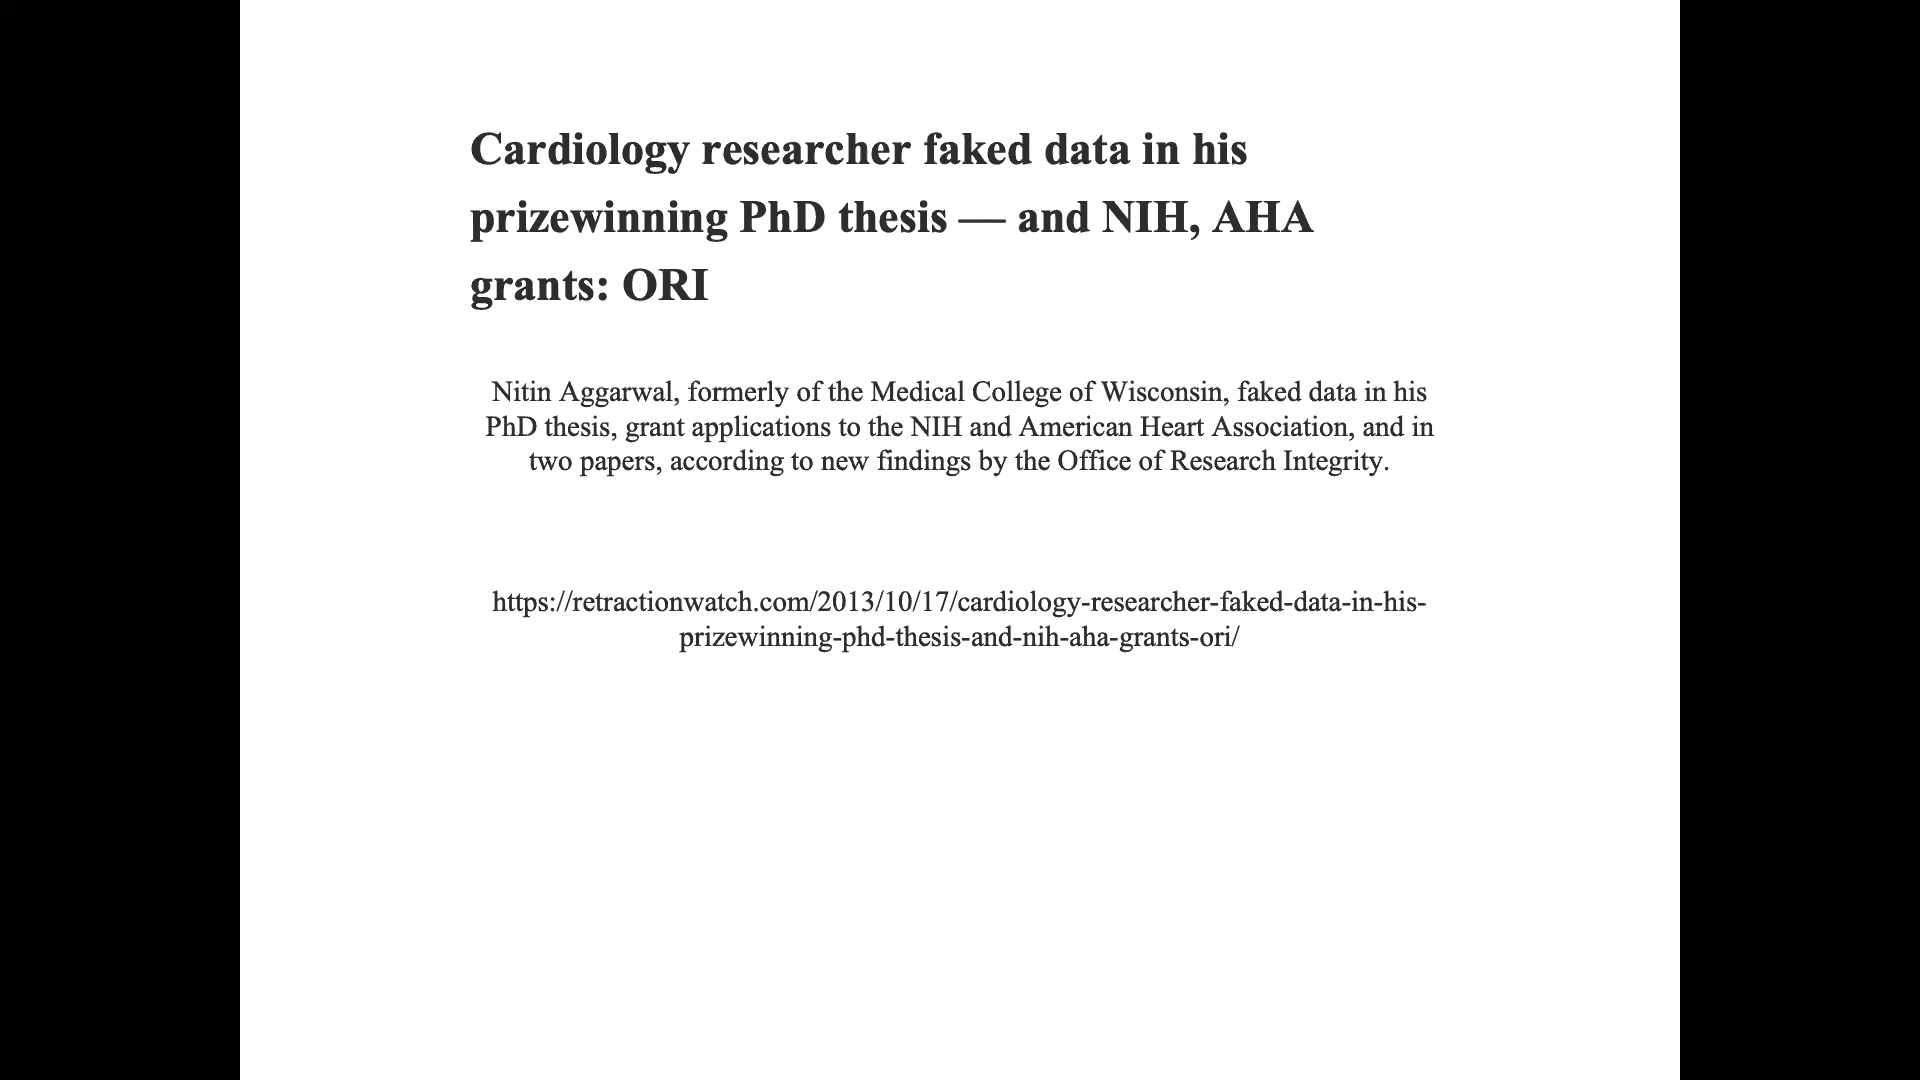 Cardiology researcher faked data in his
prizewinning PhD thesis — and NIH, AHA
grants: ORI
Nitin Aggarwal, formerly of the Medical College of Wisconsin, faked data in his
PhD thesis, grant applications to the NIH and American Heart Association, and in
two papers, according to new findings by the Office of Research Integrity.
https://retractionwatch.com/2013/10/17/cardiology-researcher-faked-data-in-his-
prizewinning-phd-thesis-and-nih-aha-grants-ori/